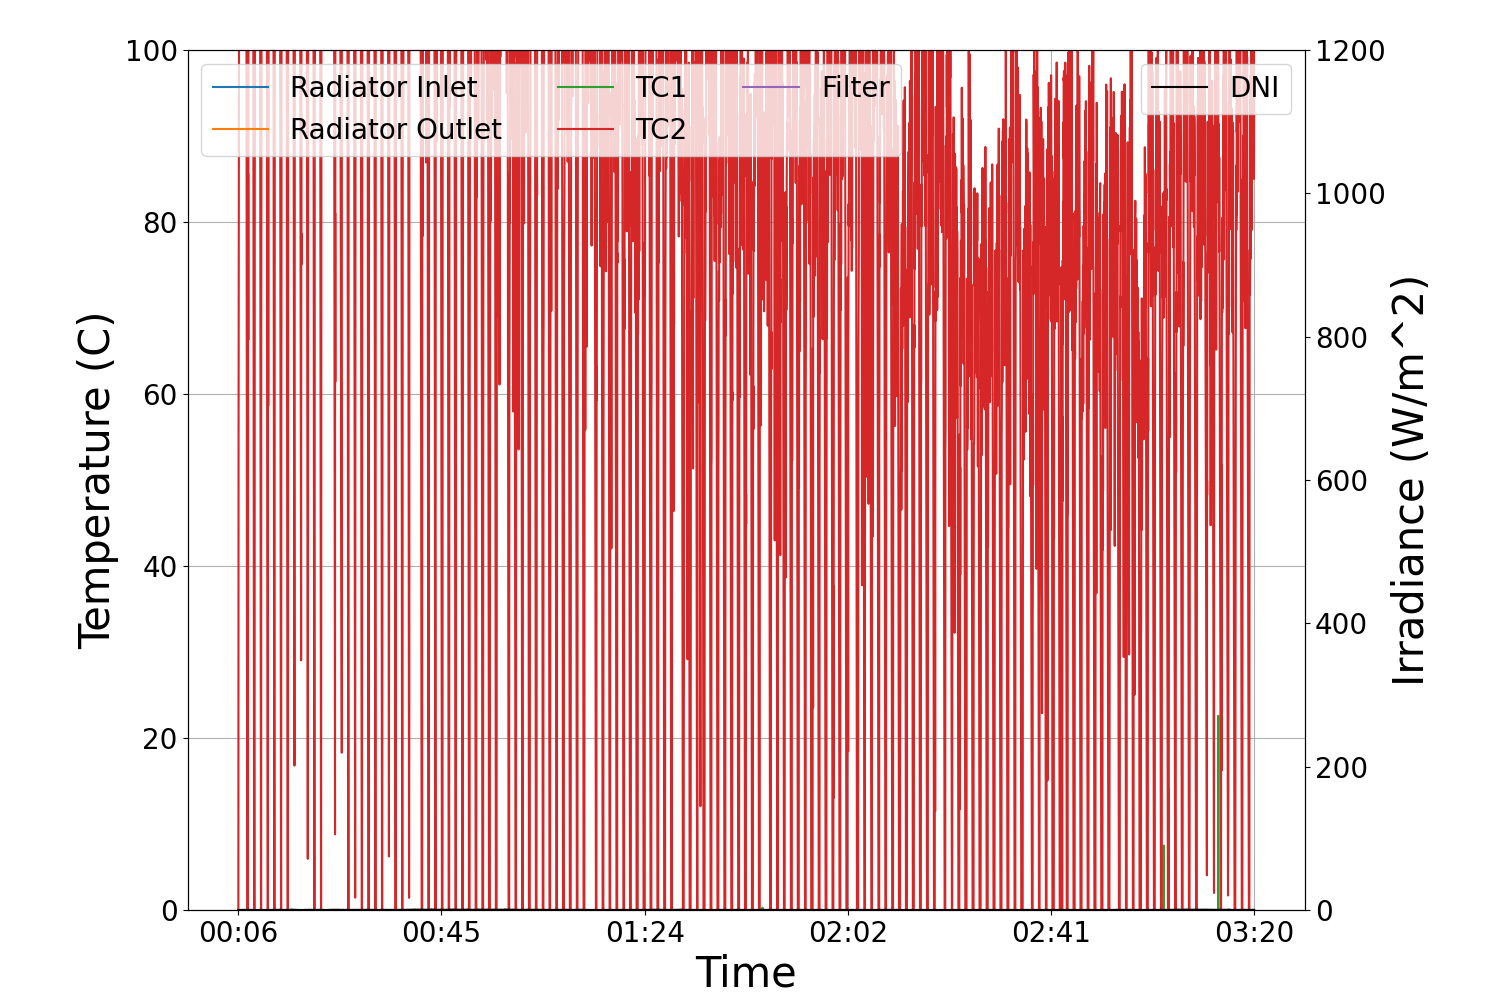 Radiator Inlet
Radiator Outlet
TC1
TC2
Filter
DNI
Temperature (C)
100
80
60
40
20
0
Irradiance (W/m^2)
1200
1000
800
600
400
200
0
00:06
00:45
01:24
02:02
02:41
03:20
Time